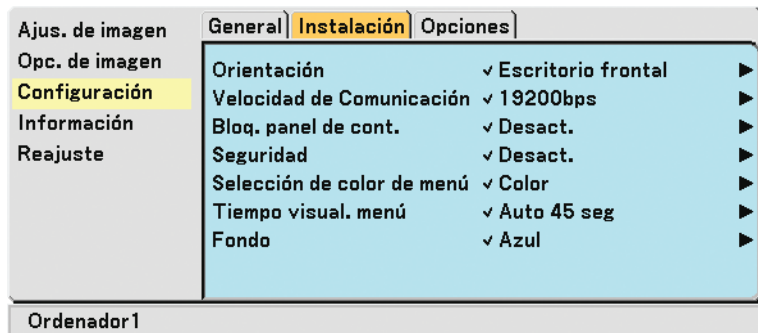 Ajus. de imagen
Opc. de imagen
Configuración
Información
Reajuste
General Instalación Opciones
Orientación ✓ Escritorio frontal ▶
Velocidad de Comunicación ✓ 19200bps ▶
Bloq. panel de cont. ✓ Desact. ▶
Seguridad ✓ Desact. ▶
Selección de color de menú ✓ Color ▶
Tiempo visual. menú ✓ Auto 45 seg ▶
Fondo ✓ Azul ▶
Ordenador1